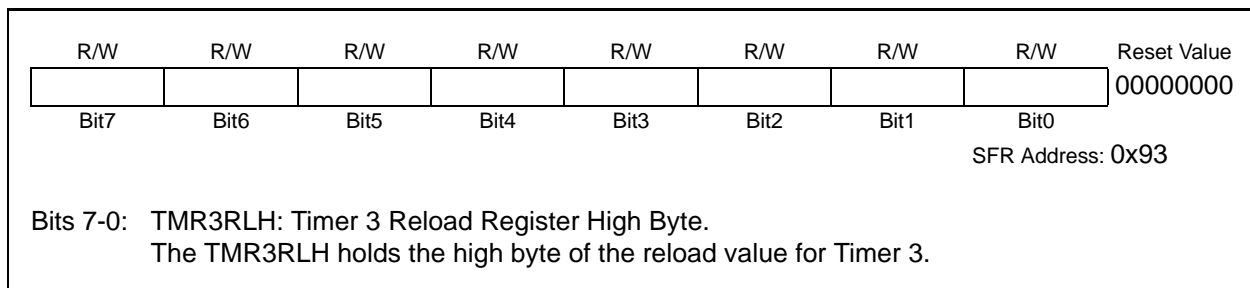 R/W R/W R/W R/W R/W R/W R/W R/W Reset Value
00000000
Bit7 Bit6 Bit5 Bit4 Bit3 Bit2 Bit1 Bit0
SFR Address: 0x93
Bits 7-0: TMR3RLH: Timer 3 Reload Register High Byte.
The TMR3RLH holds the high byte of the reload value for Timer 3.